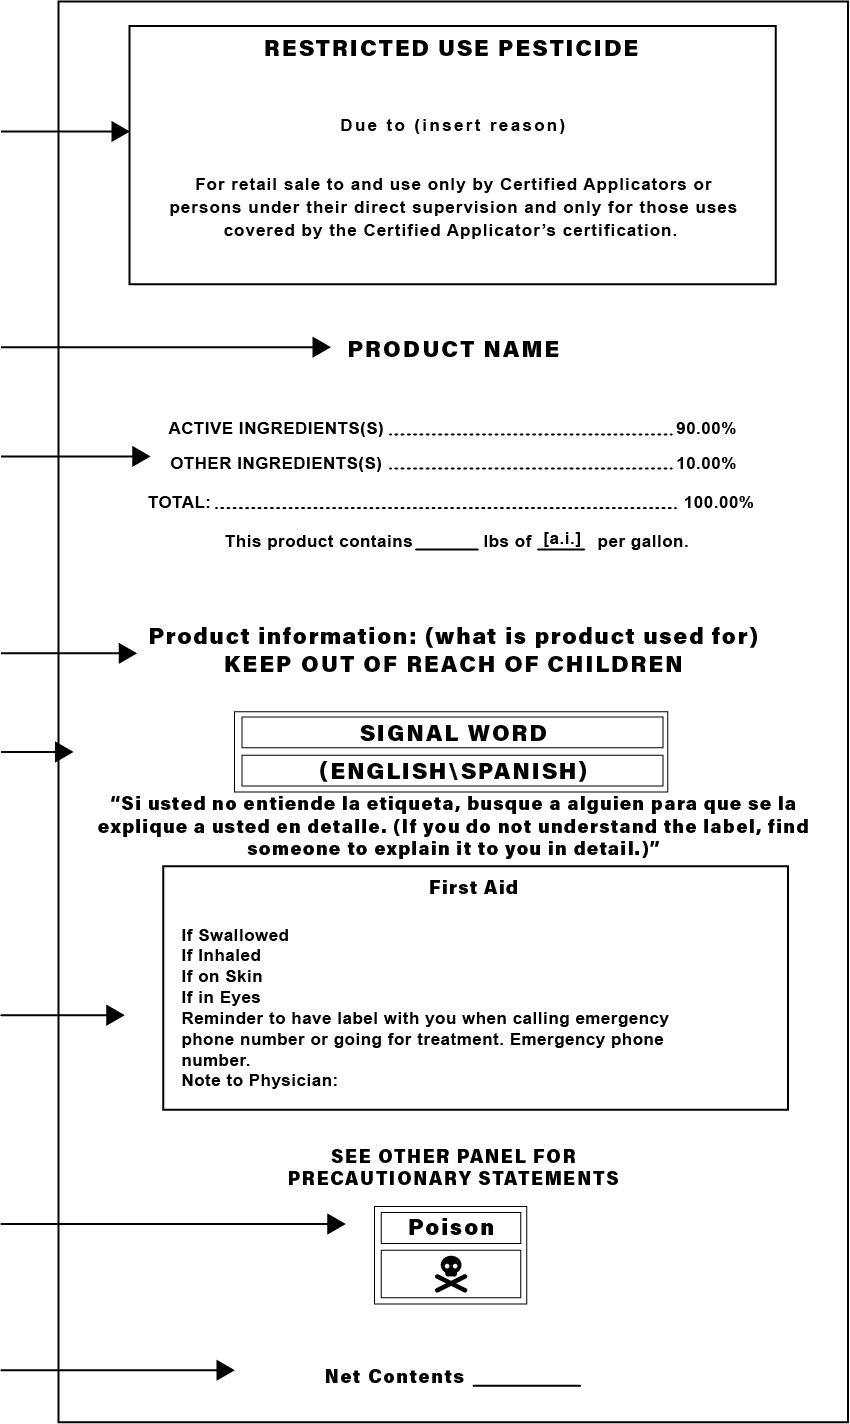 RESTRICTED USE PESTICIDE
Due to (insert reason)
For retail sale to and use only by Certified Applicators or
persons under their direct supervision and only for those uses
covered by the Certified Applicator’s certification.
PRODUCT NAME
ACTIVE INGREDIENTS(S) ................................................ 90.00%
OTHER INGREDIENTS(S) ................................................ 10.00%
TOTAL: ............................................................................. 100.00%
This product contains ______ lbs of [a.i.] per gallon.
Product information: (what is product used for)
KEEP OUT OF REACH OF CHILDREN
SIGNAL WORD
(ENGLISH\SPANISH)
“Si usted no entiende la etiqueta, busque a alguien para que se la
explique a usted en detalle. (If you do not understand the label, find
someone to explain it to you in detail.)”
First Aid
If Swallowed
If Inhaled
If on Skin
If in Eyes
Reminder to have label with you when calling emergency
phone number or going for treatment. Emergency phone
number.
Note to Physician:
SEE OTHER PANEL FOR
PRECAUTIONARY STATEMENTS
Poison
Net Contents __________